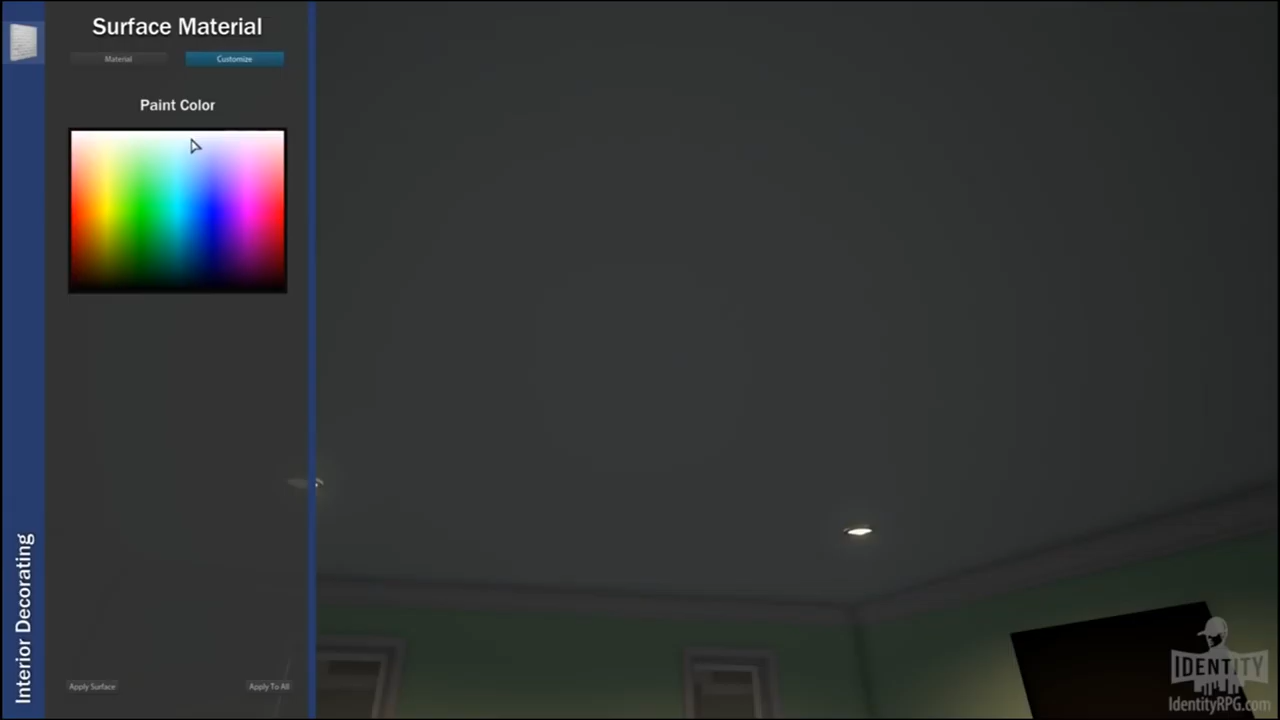 Surface Material
Material
Customize
Paint Color
Interior Decorating
Apply Surface
Apply To All
IDENTITY
IdentityRPG.com